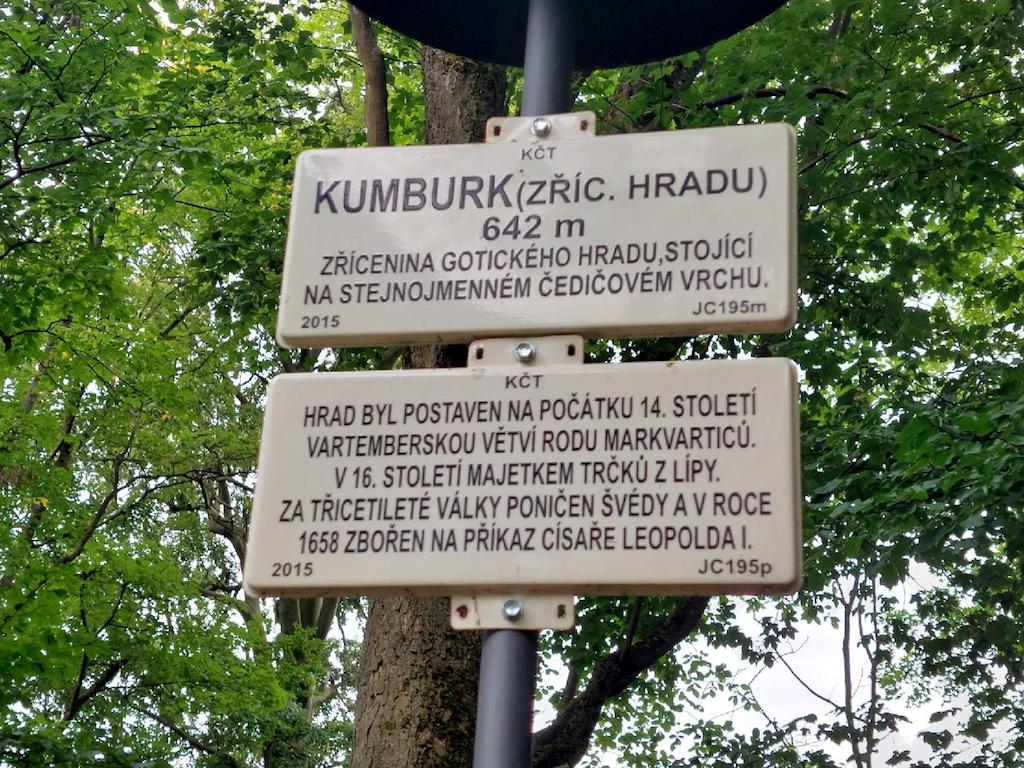 KČT
KUMBURK (ZŘÍC. HRADU)
642 m
ZŘÍCENINA GOTICKÉHO HRADU, STOJÍCÍ
NA STEJNOJMENNÉM ČEDIČOVÉM VRCHU.
2015 JC195m
KČT
HRAD BYL POSTAVEN NA POČÁTKU 14. STOLETÍ
VARTEMBERSKOU VĚTVÍ RODU MARKVARTICŮ.
V 16. STOLETÍ MAJETKEM TRČKŮ Z LÍPY.
ZA TŘICETILETÉ VÁLKY PONIČEN ŠVÉDY A V ROCE
1658 ZBOŘEN NA PŘÍKAZ CÍSAŘE LEOPOLDA I.
2015 JC195p